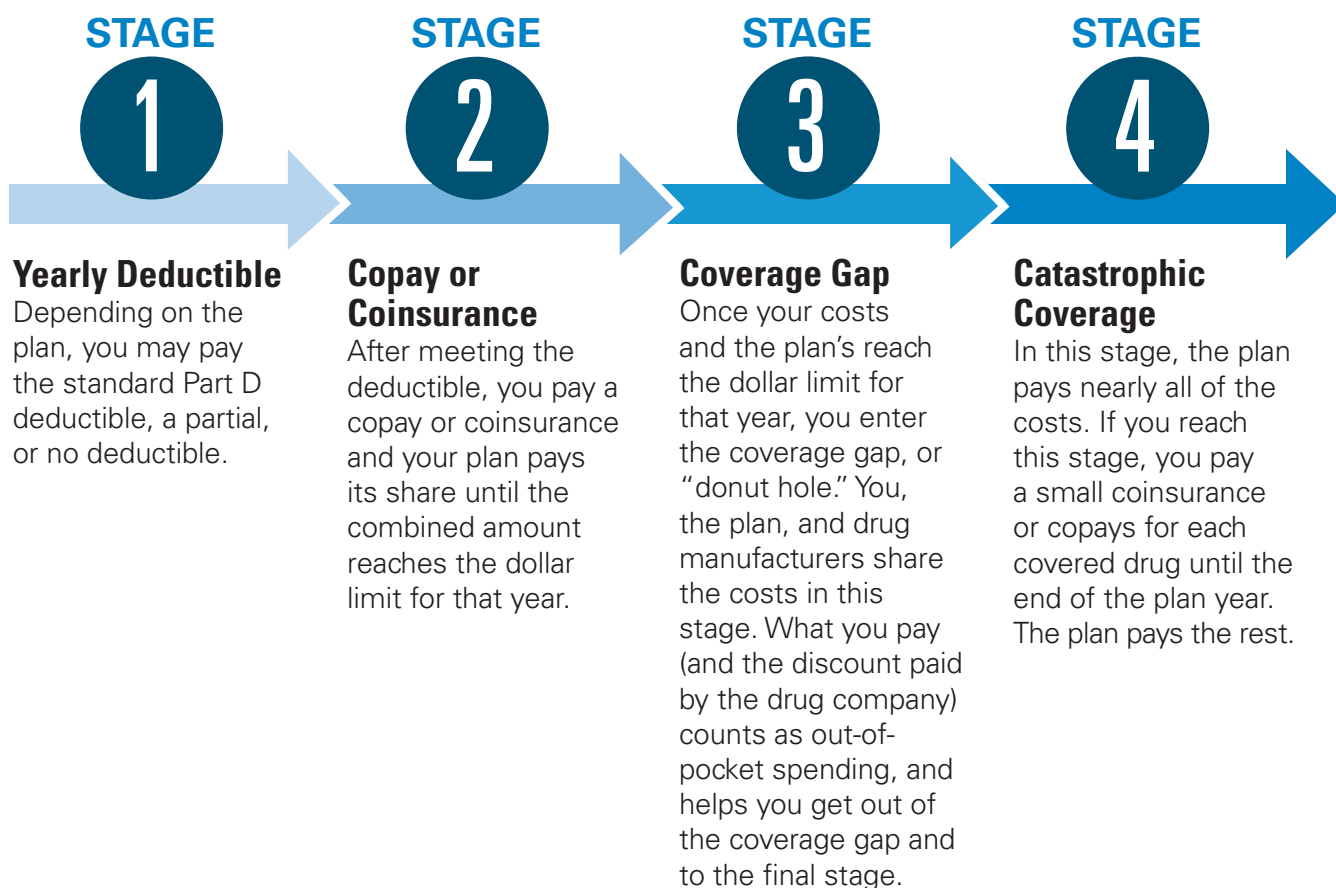 STAGE
1
Yearly Deductible
Depending on the
plan, you may pay
the standard Part D
deductible, a partial,
or no deductible.
STAGE
2
Copay or
Coinsurance
After meeting the
deductible, you pay a
copay or coinsurance
and your plan pays
its share until the
combined amount
reaches the dollar
limit for that year.
STAGE
3
Coverage Gap
Once your costs
and the plan’s reach
the dollar limit for
that year, you enter
the coverage gap, or
“donut hole.” You,
the plan, and drug
manufacturers share
the costs in this
stage. What you pay
(and the discount paid
by the drug company)
counts as out-of-
pocket spending, and
helps you get out of
the coverage gap and
to the final stage.
STAGE
4
Catastrophic
Coverage
In this stage, the plan
pays nearly all of the
costs. If you reach
this stage, you pay
a small coinsurance
or copays for each
covered drug until the
end of the plan year.
The plan pays the rest.